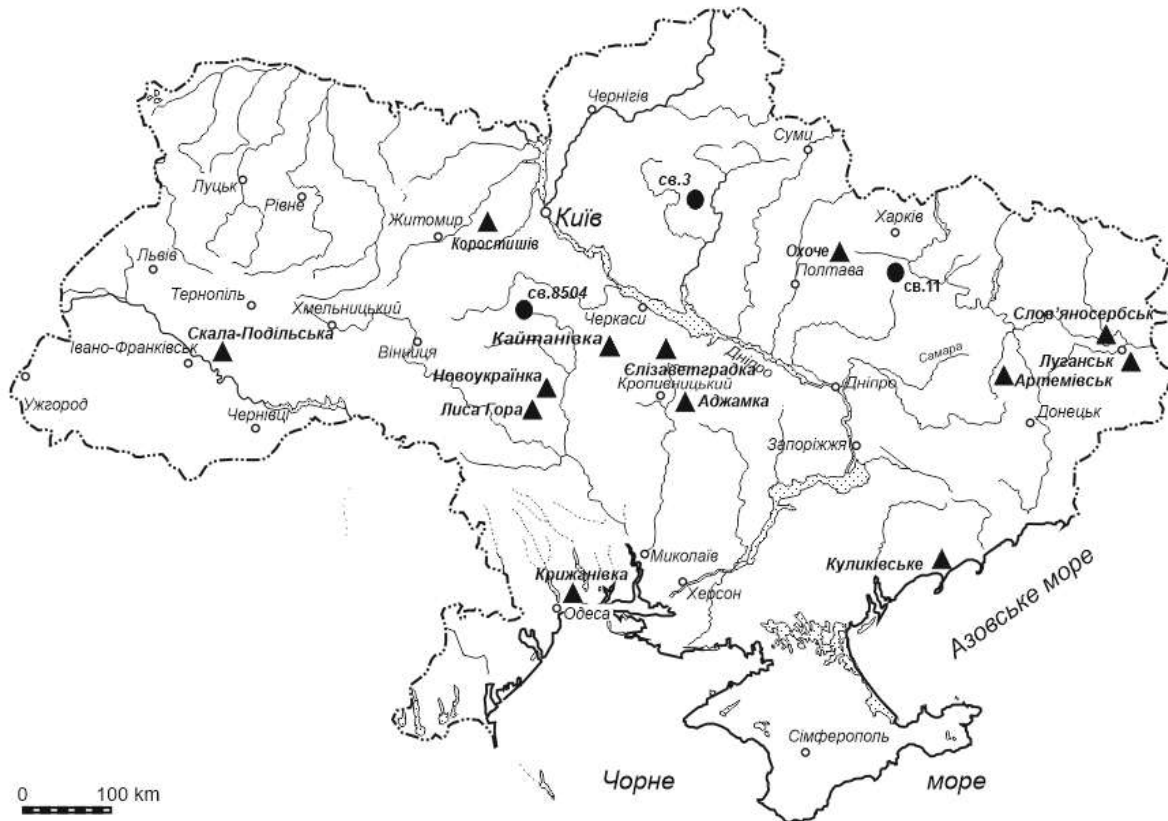 Чернігів
Суми
Луцьк
Рівне
св.3
Київ
Житомир
Коростишів
Харків
Охоче
Полтава
св.11
Львів
Тернопіль
Хмельницький
св.8504
Черкаси
Слов'яносербськ
Скала-Подільська
Івано-Франківськ
Вінниця
Кайтанівка
Дніпро
Самара
Луганськ
Артемівськ
Єлізаветградка
Новоукраїнка
Кропивницький
Дніпро
Ужгород
Чернівці
Лиса Гора
Аджамка
Донецьк
Запоріжжя
Миколаїв
Куликівське
Крижанівка
Херсон
Одеса
Азовське море
Сімферополь
Чорне море
0 100 km